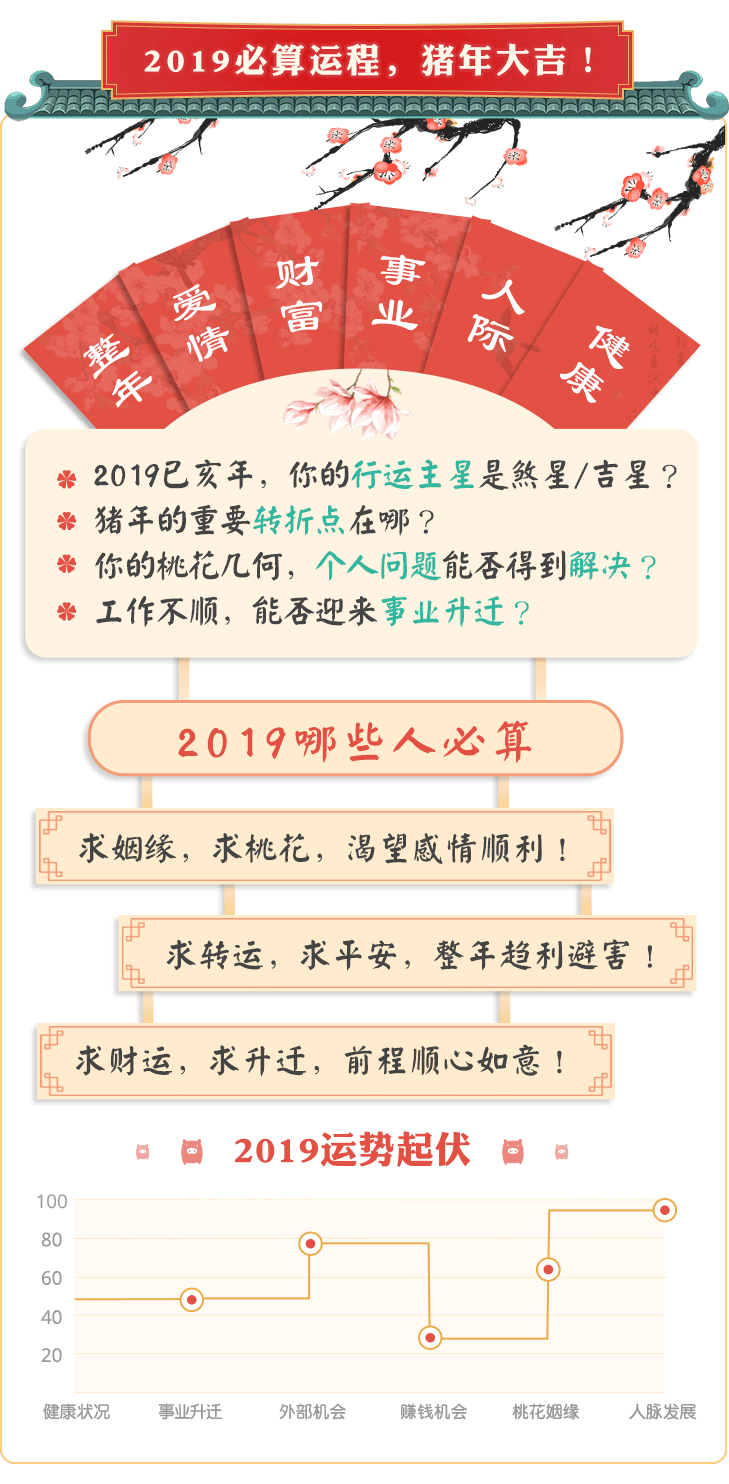 2019必算运程，猪年大吉！
整年
爱情
财富
事业
人际
健康
2019已亥年，你的行运主星是煞星/吉星？
猪年的重要转折点在哪？
你的桃花几何，个人问题能否得到解决？
工作不顺，能否迎来事业升迁？
2019哪些人必算
求姻缘，求桃花，渴望感情顺利！
求转运，求平安，整年趋利避害！
求财运，求升迁，前程顺心如意！
2019运势起伏
100
80
60
40
20
健康状况 事业升迁 外部机会 赚钱机会 桃花姻缘 人脉发展